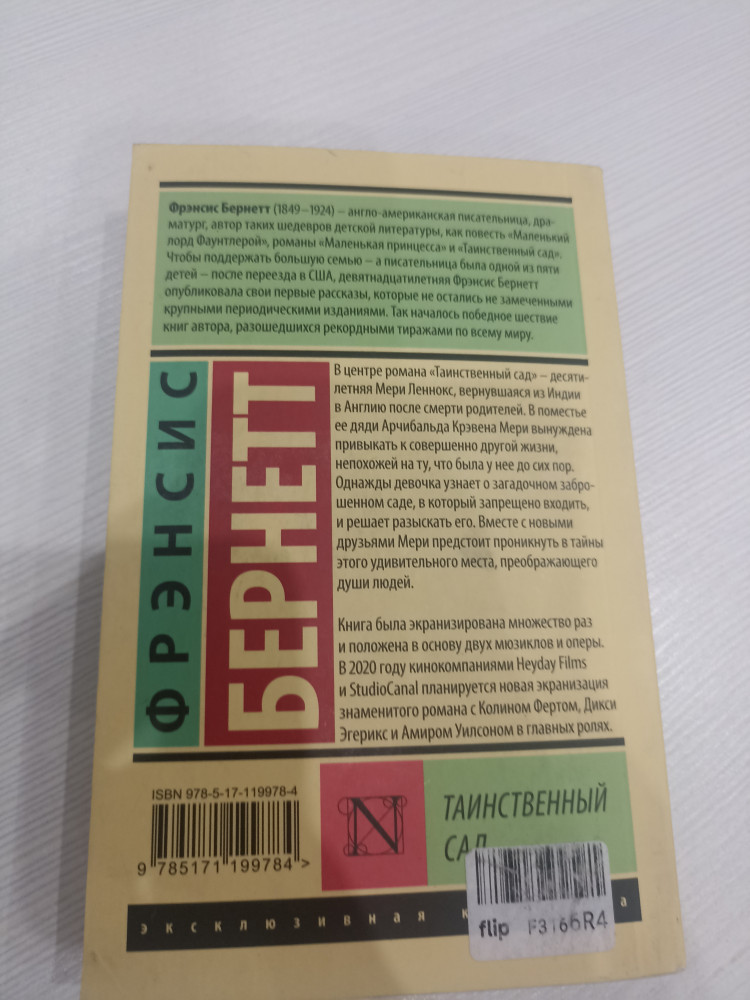 Фрэнсис Бернетт (1849–1924) – англо-американская писательница, дра-
матург, автор таких шедевров детской литературы, как повесть «Маленький
лорд Фаунтлерой», романы «Маленькая принцесса» и «Таинственный сад».
Чтобы поддержать большую семью – а писательница была одной из пяти
детей – после переезда в США, девятнадцатилетняя Фрэнсис Бернетт
опубликовала свои первые рассказы, которые не остались не замеченными
крупными периодическими изданиями. Так началось победное шествие
книг автора, разошедшихся рекордными тиражами по всему миру.
ФРЭНСИС
БЕРНЕТТ
В центре романа «Таинственный сад» – десяти-
летняя Мери Леннокс, вернувшаяся из Индии
в Англию после смерти родителей. В поместье
ее дяди Арчибальда Крэвена Мери вынуждена
привыкать к совершенно другой жизни,
непохожей на ту, что была у нее до сих пор.
Однажды девочка узнает о загадочном забро-
шенном саде, в который запрещено входить,
и решает разыскать его. Вместе с новыми
друзьями Мери предстоит проникнуть в тайны
этого удивительного места, преображающего
души людей.
Книга была экранизирована множество раз
и положена в основу двух мюзиклов и оперы.
В 2020 году кинокомпаниями Heyday Films
и StudioCanal планируется новая экранизация
знаменитого романа с Колином Фертом, Дикси
Эгерикс и Амиром Уилсоном в главных ролях.
ISBN 978-5-17-119978-4
9 785171 199784 >
N
ТАИНСТВЕННЫЙ
САД
flip F3166R4
эксклюзивная к а